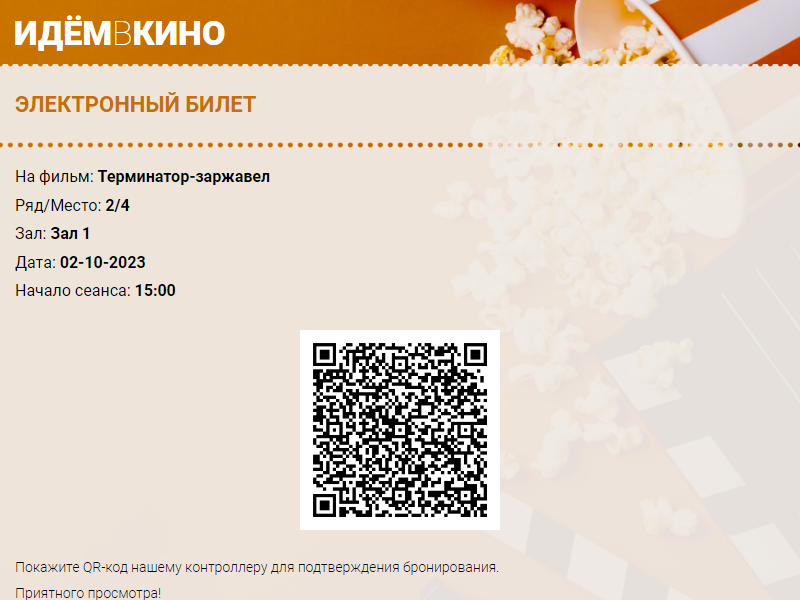 ИДЁМВКИНО
ЭЛЕКТРОННЫЙ БИЛЕТ
На фильм: Терминатор-заржавел
Ряд/Место: 2/4
Зал: Зал 1
Дата: 02-10-2023
Начало сеанса: 15:00
Покажите QR-код нашему контроллеру для подтверждения бронирования.
Приятного просмотра!